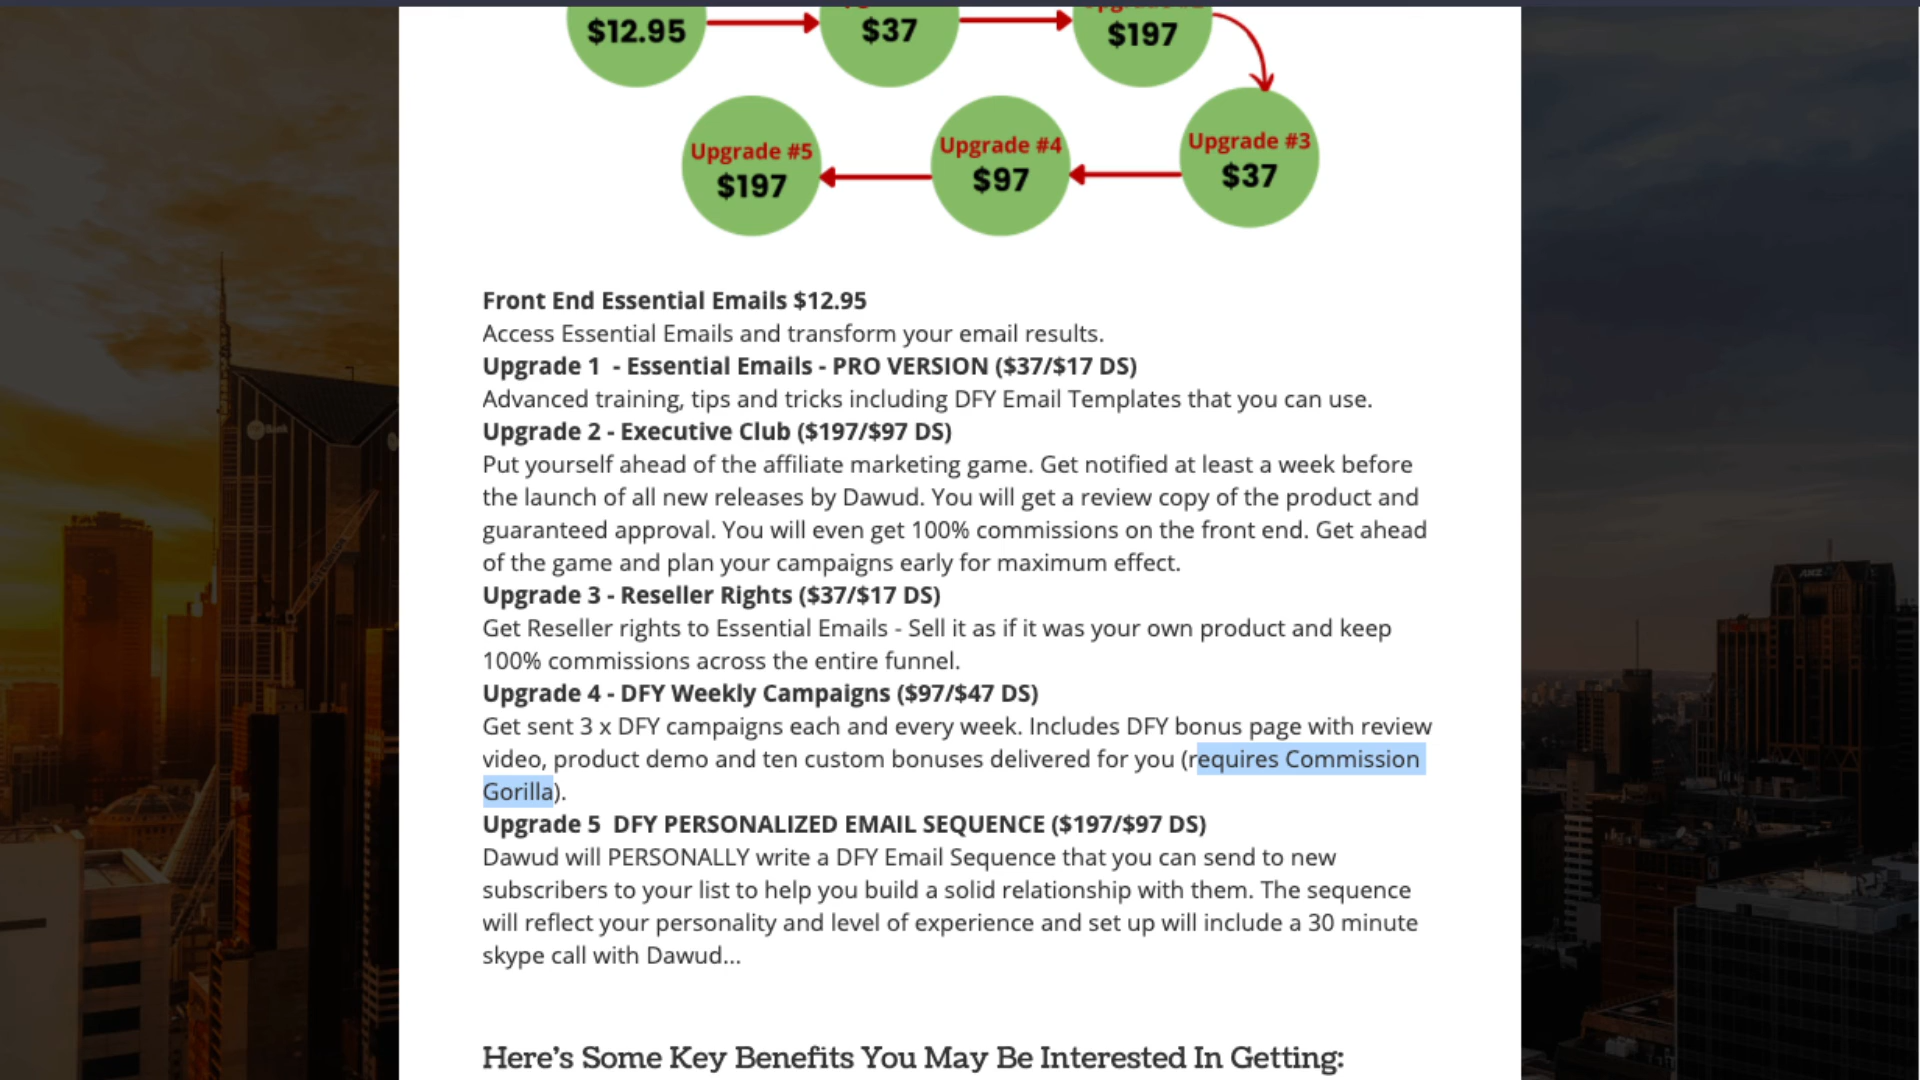 $12.95
$37
$197
Upgrade #5
$197
Upgrade #4
$97
Upgrade #3
$37
Front End Essential Emails $12.95
Access Essential Emails and transform your email results.
Upgrade 1  - Essential Emails - PRO VERSION ($37/$17 DS)
Advanced training, tips and tricks including DFY Email Templates that you can use.
Upgrade 2 - Executive Club ($197/$97 DS)
Put yourself ahead of the affiliate marketing game. Get notified at least a week before
the launch of all new releases by Dawud. You will get a review copy of the product and
guaranteed approval. You will even get 100% commissions on the front end. Get ahead
of the game and plan your campaigns early for maximum effect.
Upgrade 3 - Reseller Rights ($37/$17 DS)
Get Reseller rights to Essential Emails - Sell it as if it was your own product and keep
100% commissions across the entire funnel.
Upgrade 4 - DFY Weekly Campaigns ($97/$47 DS)
Get sent 3 x DFY campaigns each and every week. Includes DFY bonus page with review
video, product demo and ten custom bonuses delivered for you (requires Commission
Gorilla).
Upgrade 5  DFY PERSONALIZED EMAIL SEQUENCE ($197/$97 DS)
Dawud will PERSONALLY write a DFY Email Sequence that you can send to new
subscribers to your list to help you build a solid relationship with them. The sequence
will reflect your personality and level of experience and set up will include a 30 minute
skype call with Dawud...
Here's Some Key Benefits You May Be Interested In Getting: